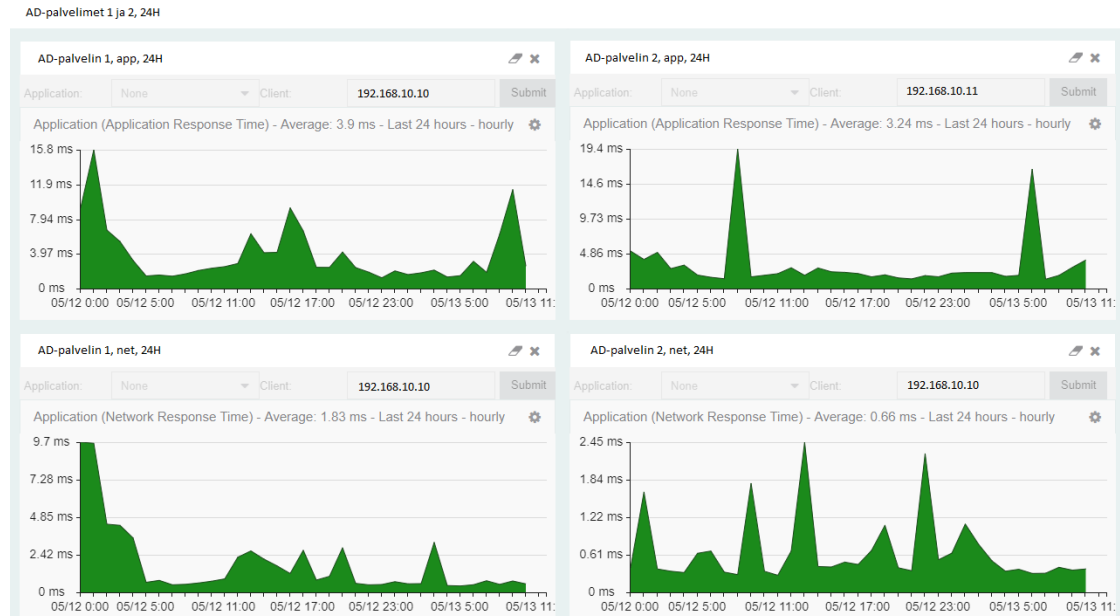 AD-palvelimet 1 ja 2, 24H
AD-palvelin 1, app, 24H
Application: None Client: 192.168.10.10 Submit
Application (Application Response Time) - Average: 3.9 ms - Last 24 hours - hourly
15.8 ms
11.9 ms
7.94 ms
3.97 ms
0 ms
05/12 0:00 05/12 5:00 05/12 11:00 05/12 17:00 05/12 23:00 05/13 5:00 05/13 11:
AD-palvelin 2, app, 24H
Application: None Client: 192.168.10.11 Submit
Application (Application Response Time) - Average: 3.24 ms - Last 24 hours - hourly
19.4 ms
14.6 ms
9.73 ms
4.86 ms
0 ms
05/12 0:00 05/12 5:00 05/12 11:00 05/12 17:00 05/12 23:00 05/13 5:00 05/13 11:
AD-palvelin 1, net, 24H
Application: None Client: 192.168.10.10 Submit
Application (Network Response Time) - Average: 1.83 ms - Last 24 hours - hourly
9.7 ms
7.28 ms
4.85 ms
2.42 ms
0 ms
05/12 0:00 05/12 5:00 05/12 11:00 05/12 17:00 05/12 23:00 05/13 5:00 05/13 11:
AD-palvelin 2, net, 24H
Application: None Client: 192.168.10.10 Submit
Application (Network Response Time) - Average: 0.66 ms - Last 24 hours - hourly
2.45 ms
1.84 ms
1.22 ms
0.61 ms
0 ms
05/12 0:00 05/12 5:00 05/12 11:00 05/12 17:00 05/12 23:00 05/13 5:00 05/13 11: